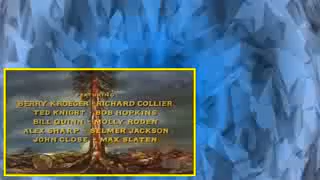 BERRY KROEGER - RICHARD COLLIER
TED KNIGHT - BOB HOPKINS
BILL QUINN - MOLLY RODEN
ALEX SHARP - SELMER JACKSON
JOHN CLOSE - MAX SLATEN